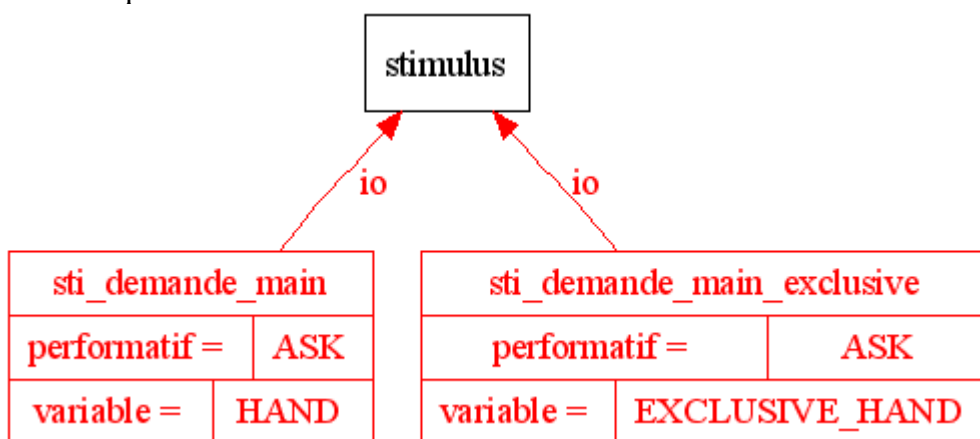 stimulus
io io
sti_demande_main sti_demande_main_exclusive
performatif = ASK performatif = ASK
variable = HAND variable = EXCLUSIVE_HAND